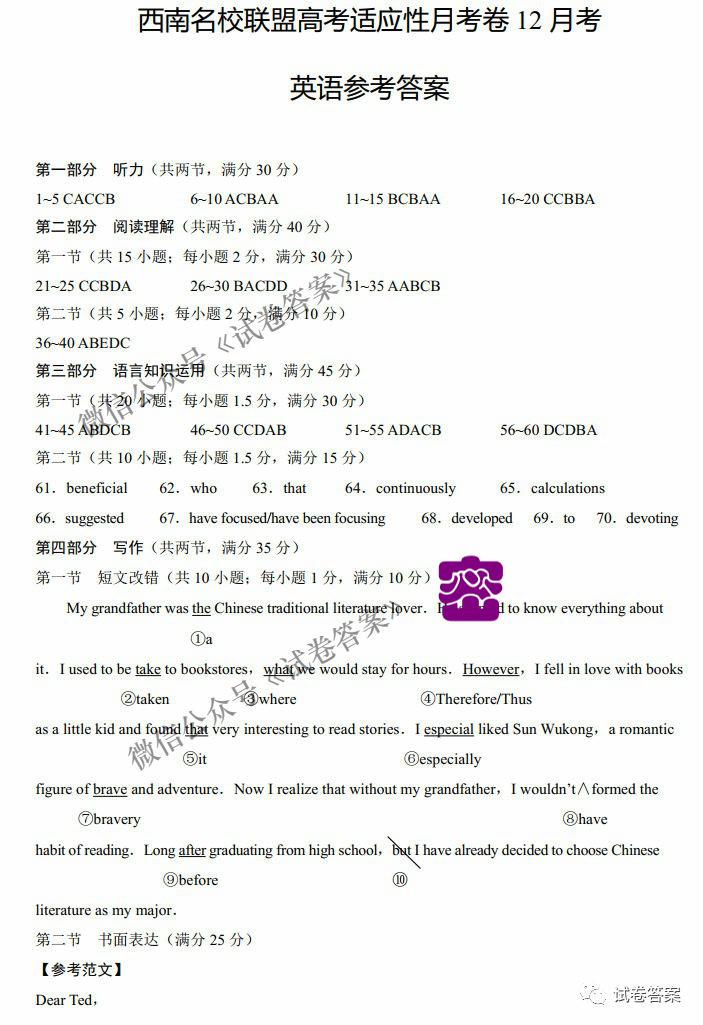 西南名校联盟高考适应性月考卷 12 月考
英语参考答案
第一部分　听力（共两节，满分 30 分）
1~5 CACCB　6~10 ACBAA　11~15 BCBAA　16~20 CCBBA
第二部分　阅读理解（共两节，满分 40 分）
第一节（共 15 小题；每小题 2 分，满分 30 分）
21~25 CCBDA　26~30 BACDD　31~35 AABCB
第二节（共 5 小题；每小题 2 分，满分 10 分）
36~40 ABEDC
第三部分　语言知识运用（共两节，满分 45 分）
第一节（共 20 小题；每小题 1.5 分，满分 30 分）
41~45 ABDCB　46~50 CCDAB　51~55 ADACB　56~60 DCDBA
第二节（共 10 小题；每小题 1.5 分，满分 15 分）
61．beneficial　62．who　63．that　64．continuously　65．calculations
66．suggested　67．have focused/have been focusing　68．developed　69．to　70．devoting
第四部分　写作（共两节，满分 35 分）
第一节　短文改错（共 10 小题；每小题 1 分，满分 10 分）
My grandfather was the Chinese traditional literature lover． to know everything about
①a
it．I used to be take to bookstores，what we would stay for hours．However，I fell in love with books
②taken　③where　④Therefore/Thus
as a little kid and found that very interesting to read stories．I especial liked Sun Wukong，a romantic
⑤it　⑥especially
figure of brave and adventure．Now I realize that without my grandfather，I wouldn't∧formed the
⑦bravery　⑧have
habit of reading．Long after graduating from high school，but I have already decided to choose Chinese
⑨before　⑩
literature as my major．
第二节　书面表达（满分 25 分）
【参考范文】
Dear Ted，
微信公众号《试卷答案》
微信公众号《试卷答案》
试卷答案